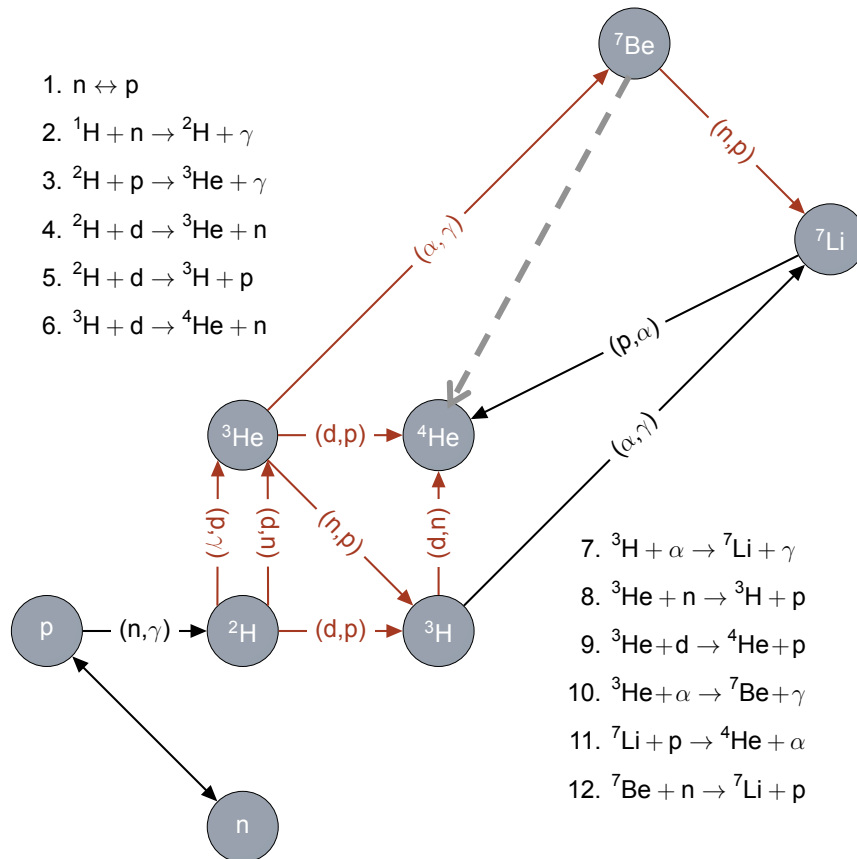 ⁷Be
1. n ↔ p
2. ¹H + n → ²H + γ
3. ²H + p → ³He + γ
4. ²H + d → ³He + n
5. ²H + d → ³H + p
6. ³H + d → ⁴He + n
(n,p)
⁷Li
(α,γ)
(p,α)
³He
(d,p)
⁴He
(α,γ)
(p,γ)
(d,n)
(n,p)
(d,n)
7. ³H + α → ⁷Li + γ
8. ³He + n → ³H + p
9. ³He + d → ⁴He + p
10. ³He + α → ⁷Be + γ
11. ⁷Li + p → ⁴He + α
12. ⁷Be + n → ⁷Li + p
p
(n,γ)
²H
(d,p)
³H
n